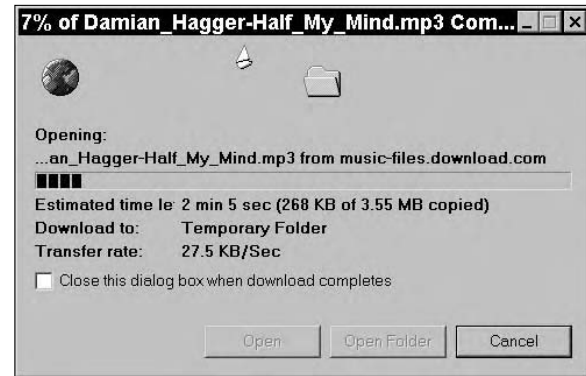 7% of Damian_Hagger-Half_My_Mind.mp3 Com...
Opening:
...an_Hagger-Half_My_Mind.mp3 from music-files.download.com
Estimated time le 2 min 5 sec (268 KB of 3.55 MB copied)
Download to: Temporary Folder
Transfer rate: 27.5 KB/Sec
Close this dialog box when download completes
Open Open Folder Cancel